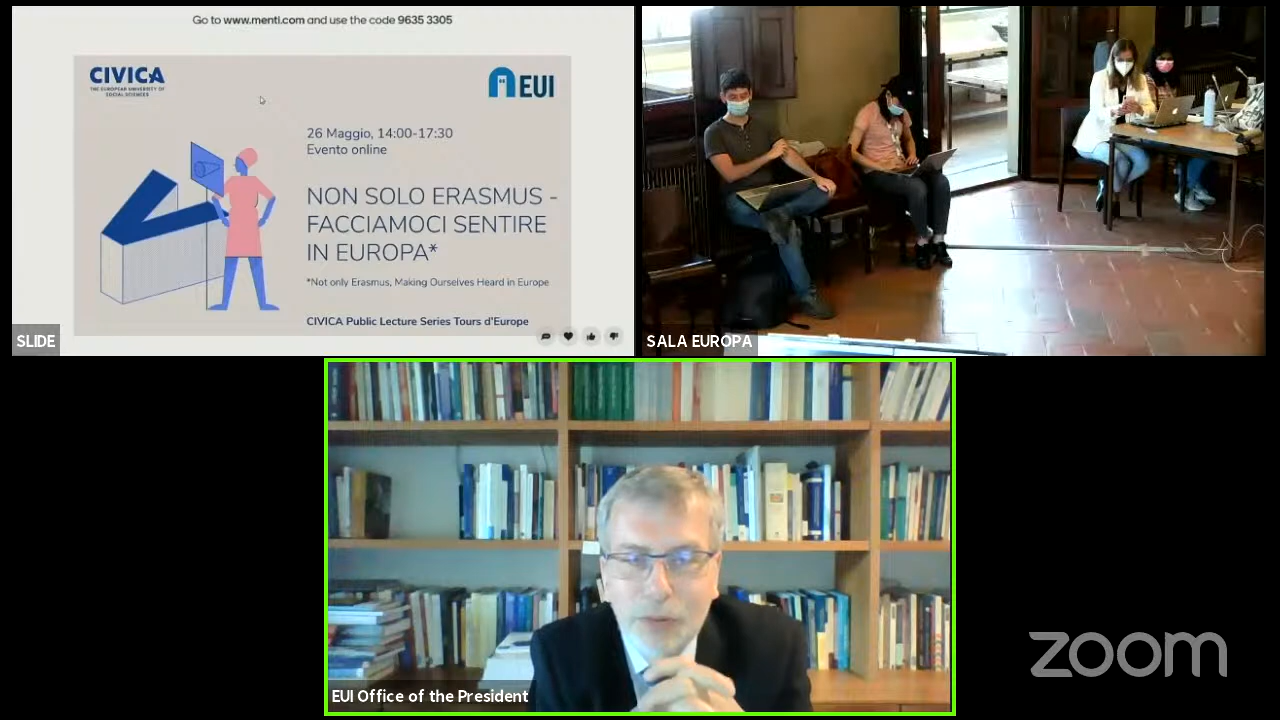 Go to www.menti.com and use the code 9635 3305
CIVICA
THE EUROPEAN UNIVERSITY OF
SOCIAL SCIENCES
EUI
26 Maggio, 14:00-17:30
Evento online
NON SOLO ERASMUS -
FACCIAMOCI SENTIRE
IN EUROPA*
*Not only Erasmus, Making Ourselves Heard in Europe
CIVICA Public Lecture Series Tours d'Europe
SLIDE
SALA EUROPA
EUI Office of the President
zoom